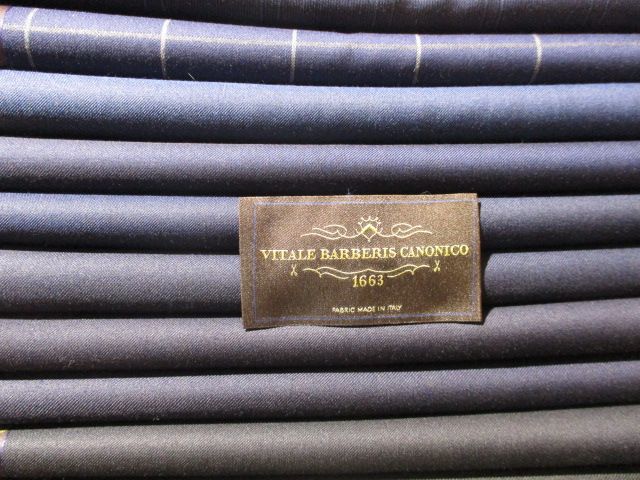 VITALE BARBERIS CANONICO
1663
FABRIC MADE IN ITALY